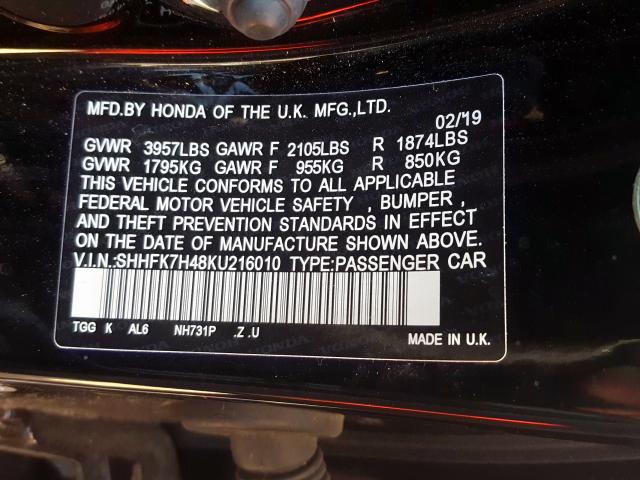 MFD.BY HONDA OF THE U.K. MFG.,LTD.
02/19
GVWR 3957LBS GAWR F 2105LBS R 1874LBS
GVWR 1795KG GAWR F 955KG R 850KG
THIS VEHICLE CONFORMS TO ALL APPLICABLE
FEDERAL MOTOR VEHICLE SAFETY , BUMPER ,
AND THEFT PREVENTION STANDARDS IN EFFECT
ON THE DATE OF MANUFACTURE SHOWN ABOVE.
V.I.N.:SHHFK7H48KU216010 TYPE:PASSENGER CAR
TGG K AL6 NH731P .Z .U
MADE IN U.K.